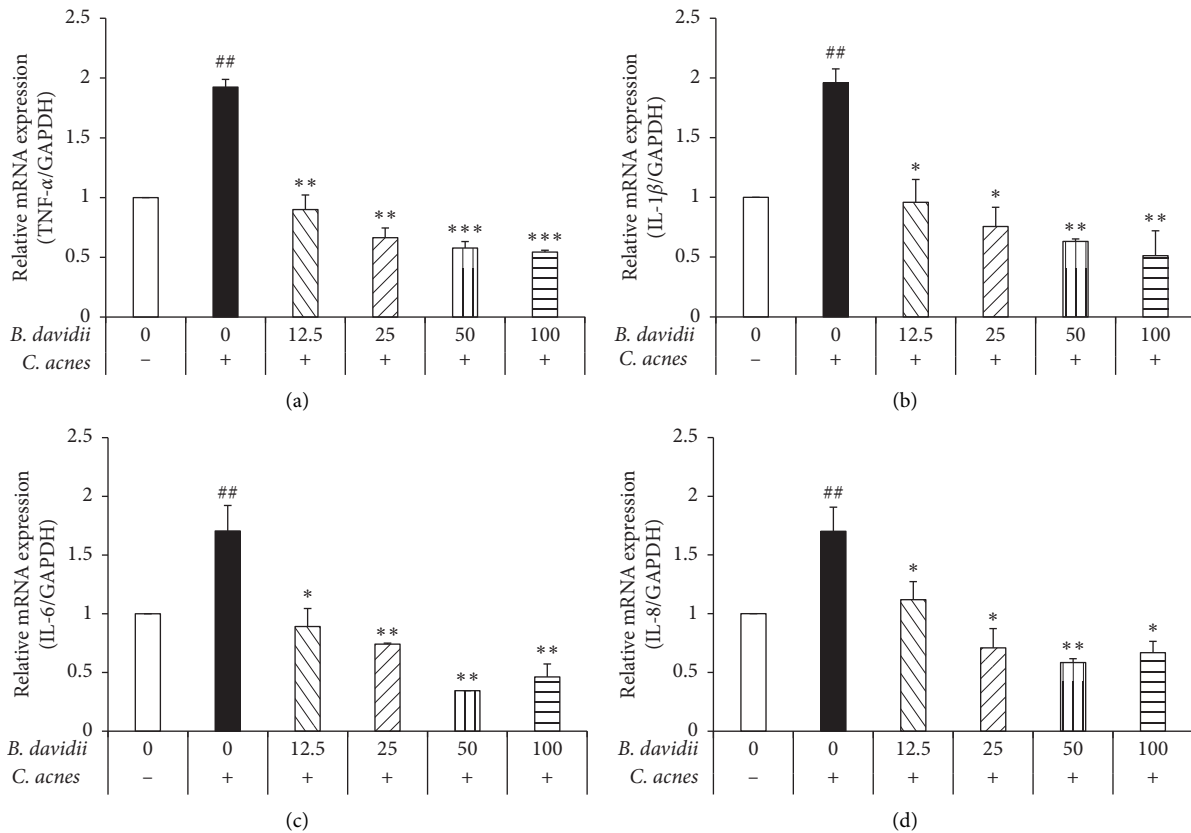 Relative mRNA expression
(TNF-α/GAPDH)
2.5
2
1.5
1
0.5
0
##
**
**
***
***
B. davidii 0 0 12.5 25 50 100
C. acnes – + + + + +
(a)
Relative mRNA expression
(IL-1β/GAPDH)
2.5
2
1.5
1
0.5
0
##
*
*
**
**
B. davidii 0 0 12.5 25 50 100
C. acnes – + + + + +
(b)
Relative mRNA expression
(IL-6/GAPDH)
2.5
2
1.5
1
0.5
0
##
*
**
**
**
B. davidii 0 0 12.5 25 50 100
C. acnes – + + + + +
(c)
Relative mRNA expression
(IL-8/GAPDH)
2.5
2
1.5
1
0.5
0
##
*
*
**
*
B. davidii 0 0 12.5 25 50 100
C. acnes – + + + + +
(d)